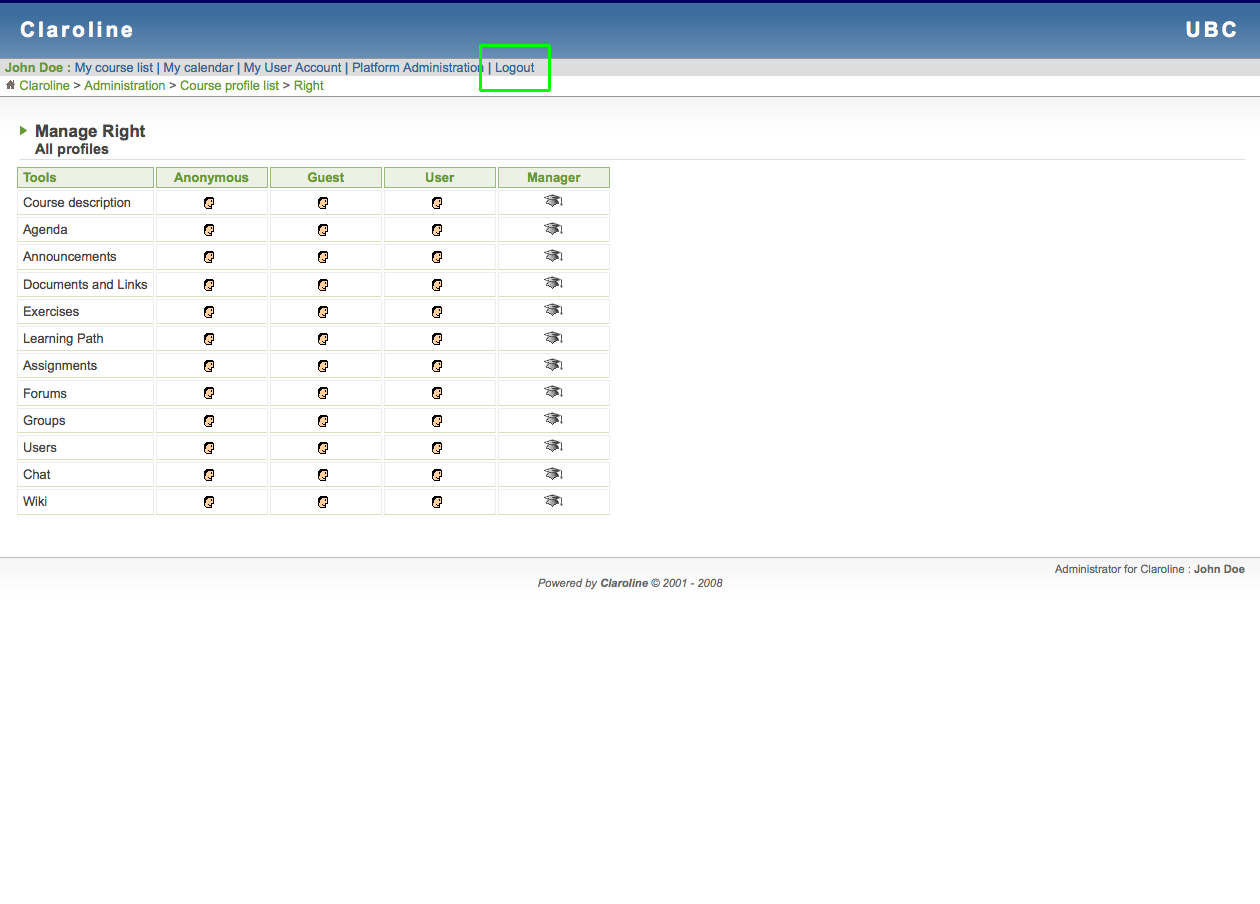 Claroline UBC
John Doe : My course list | My calendar | My User Account | Platform Administration | Logout
Claroline > Administration > Course profile list > Right
Manage Right
All profiles
Tools Anonymous Guest User Manager
Course description
Agenda
Announcements
Documents and Links
Exercises
Learning Path
Assignments
Forums
Groups
Users
Chat
Wiki
Administrator for Claroline : John Doe
Powered by Claroline © 2001 - 2008